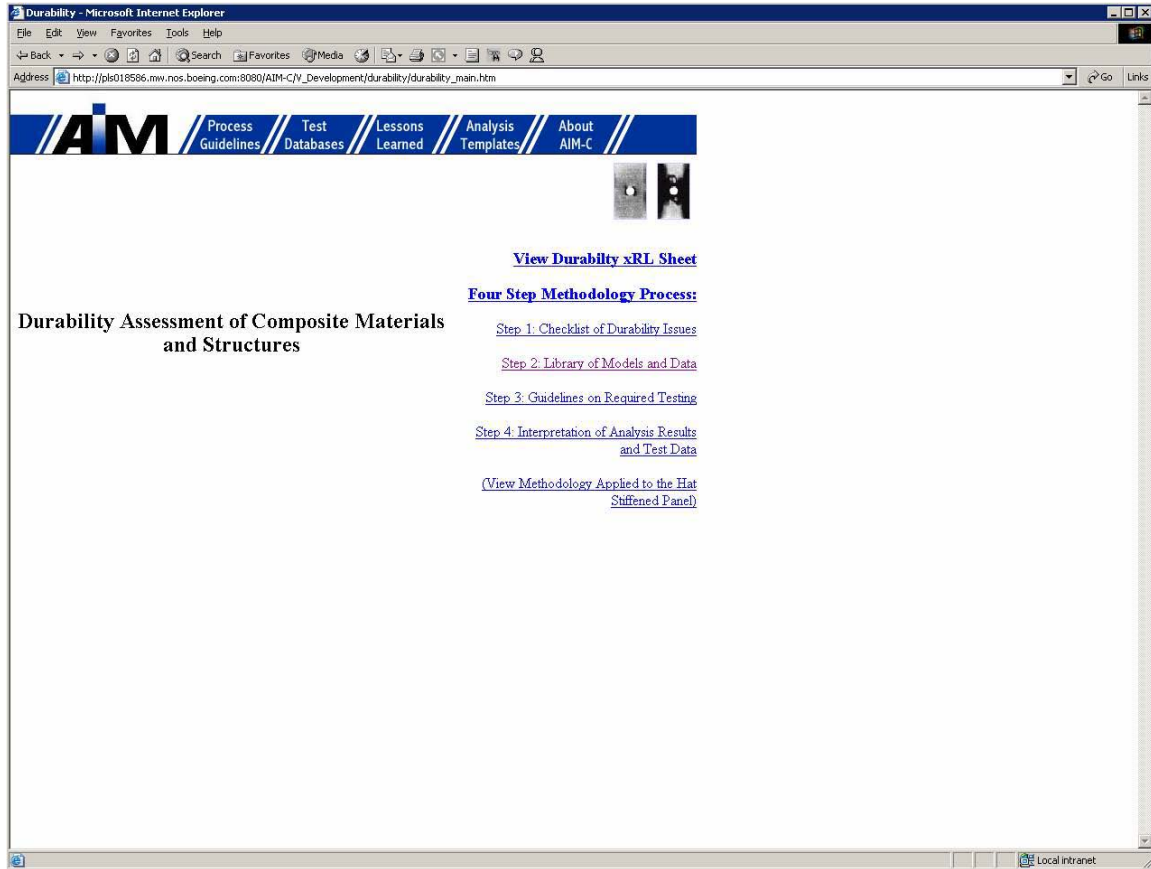 Durability - Microsoft Internet Explorer
File Edit View Favorites Tools Help
Back Search Favorites Media
Address http://pls018586.mw.nos.boeing.com:8080/AIM-C/V_Development/durability/durability_main.htm Go Links
AIM Process Guidelines Test Databases Lessons Learned Analysis Templates About AIM-C
View Durabilty xRL Sheet
Four Step Methodology Process:
Durability Assessment of Composite Materials
and Structures
Step 1: Checklist of Durability Issues
Step 2: Library of Models and Data
Step 3: Guidelines on Required Testing
Step 4: Interpretation of Analysis Results
and Test Data
(View Methodology Applied to the Hat
Stiffened Panel)
Local intranet